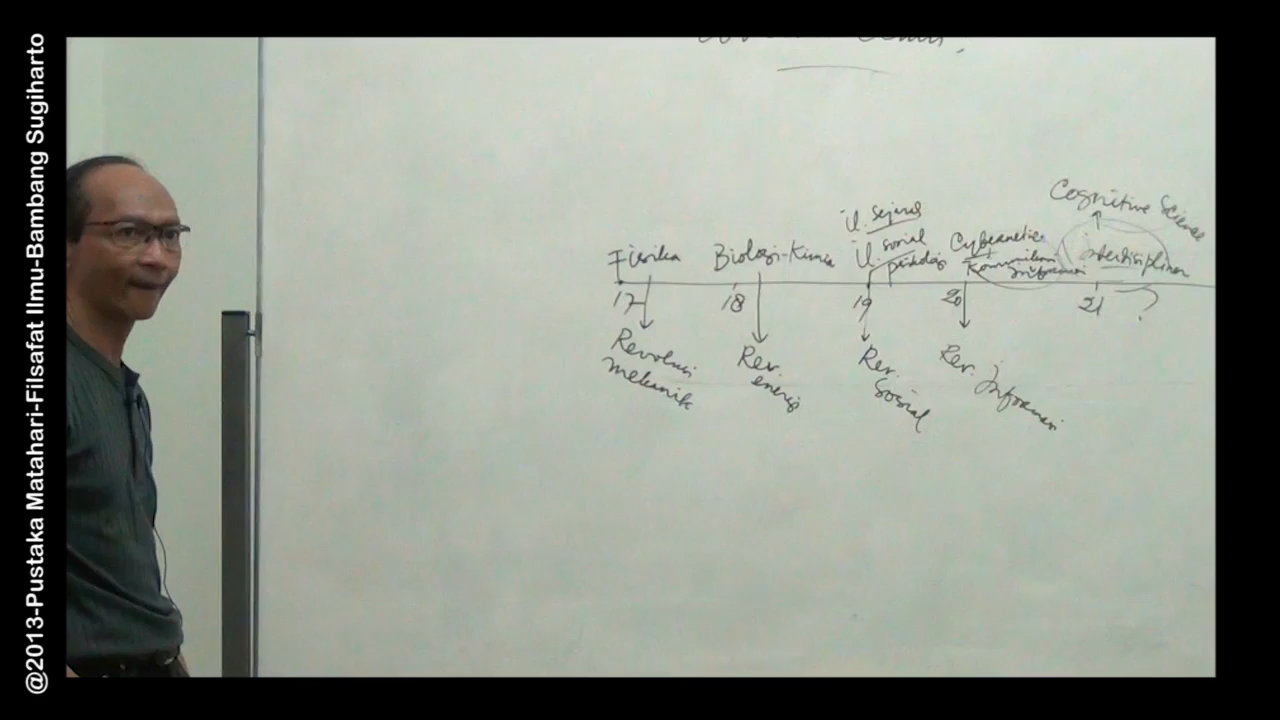 @2013-Pustaka Matahari-Filsafat Ilmu-Bambang Sugiharto
Cognitive Science
il. sejarah
Fisika
Biologi-Kimia
il. sosial
psikologi
Cybernetic
Komunikasi
Informasi
interdisipliner
17
18
19
20
21
?
Revolusi
mekanik
Rev.
energi
Rev.
Sosial
Rev. Informasi